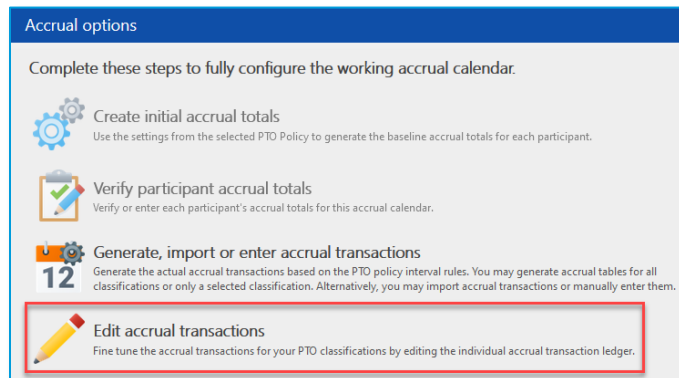 Accrual options
Complete these steps to fully configure the working accrual calendar.
Create initial accrual totals
Use the settings from the selected PTO Policy to generate the baseline accrual totals for each participant.
Verify participant accrual totals
Verify or enter each participant's accrual totals for this accrual calendar.
Generate, import or enter accrual transactions
12
Generate the actual accrual transactions based on the PTO policy interval rules. You may generate accrual tables for all
classifications or only a selected classification. Alternatively, you may import accrual transactions or manually enter them.
Edit accrual transactions
Fine tune the accrual transactions for your PTO classifications by editing the individual accrual transaction ledger.